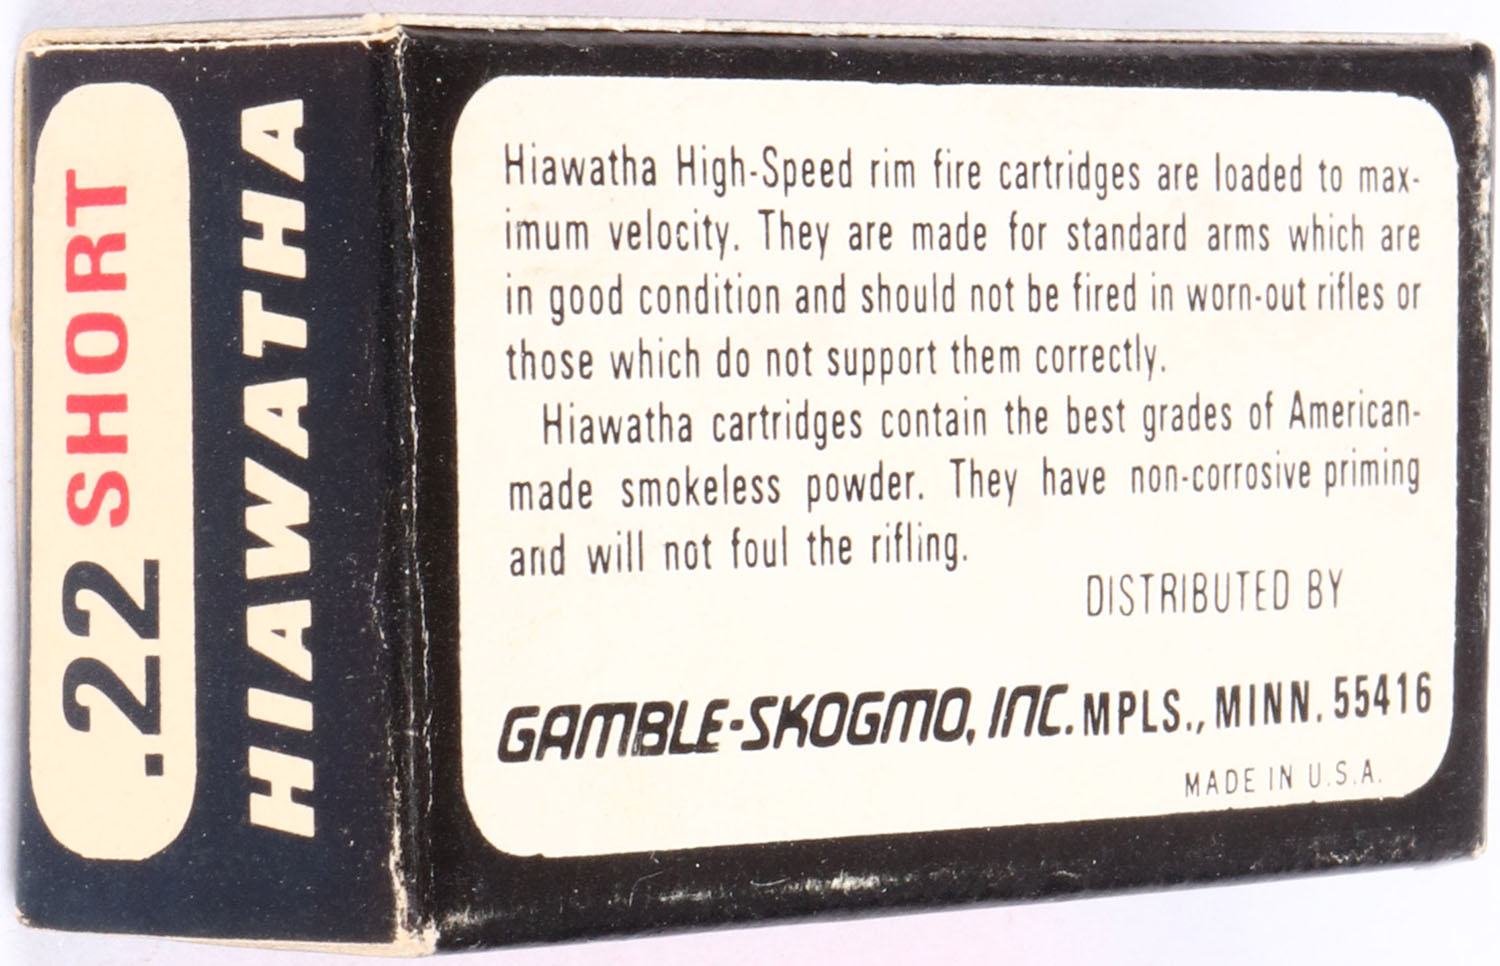 .22 SHORT
HIAWATHA
Hiawatha High-Speed rim fire cartridges are loaded to max-
imum velocity. They are made for standard arms which are
in good condition and should not be fired in worn-out rifles or
those which do not support them correctly.
Hiawatha cartridges contain the best grades of American-
made smokeless powder. They have non-corrosive priming
and will not foul the rifling.
DISTRIBUTED BY
GAMBLE-SKOGMO, INC. MPLS., MINN. 55416
MADE IN U.S.A.